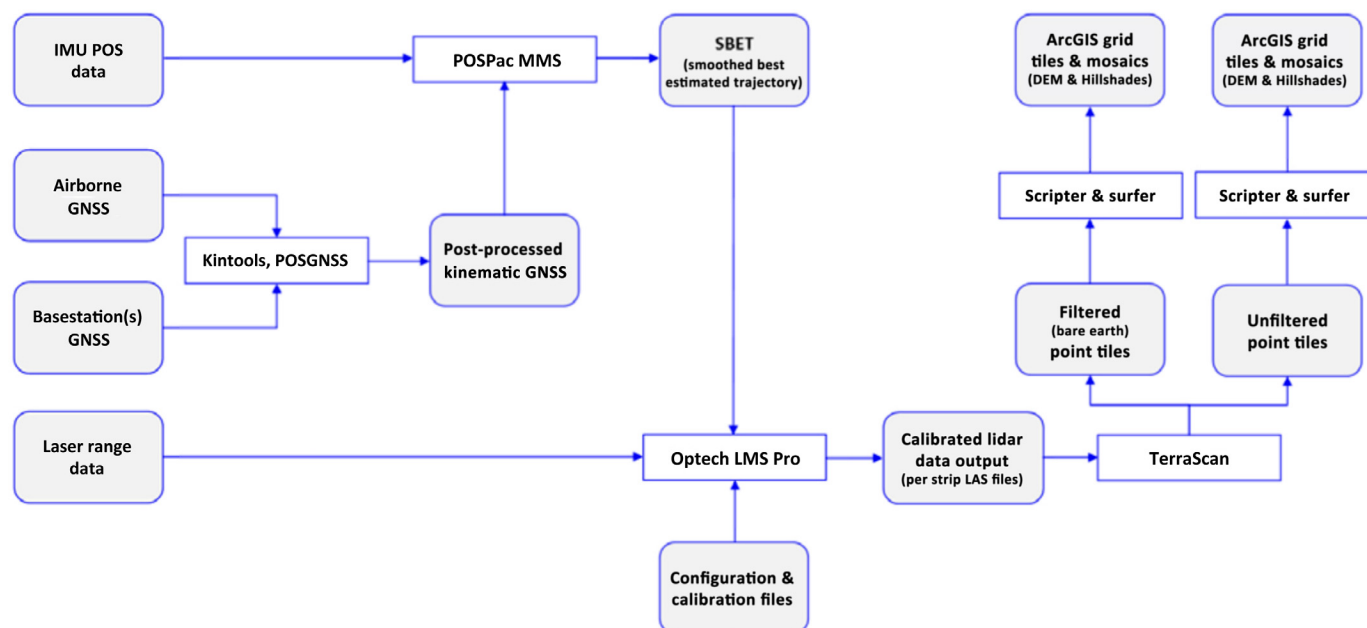 IMU POS
data
POSPac MMS
SBET
(smoothed best
estimated trajectory)
ArcGIS grid
tiles & mosaics
(DEM & Hillshades)
ArcGIS grid
tiles & mosaics
(DEM & Hillshades)
Airborne
GNSS
Scripter & surfer
Scripter & surfer
Kintools, POSGNSS
Post-processed
kinematic GNSS
Basestation(s)
GNSS
Filtered
(bare earth)
point tiles
Unfiltered
point tiles
Laser range
data
Optech LMS Pro
Calibrated lidar
data output
(per strip LAS files)
TerraScan
Configuration &
calibration files